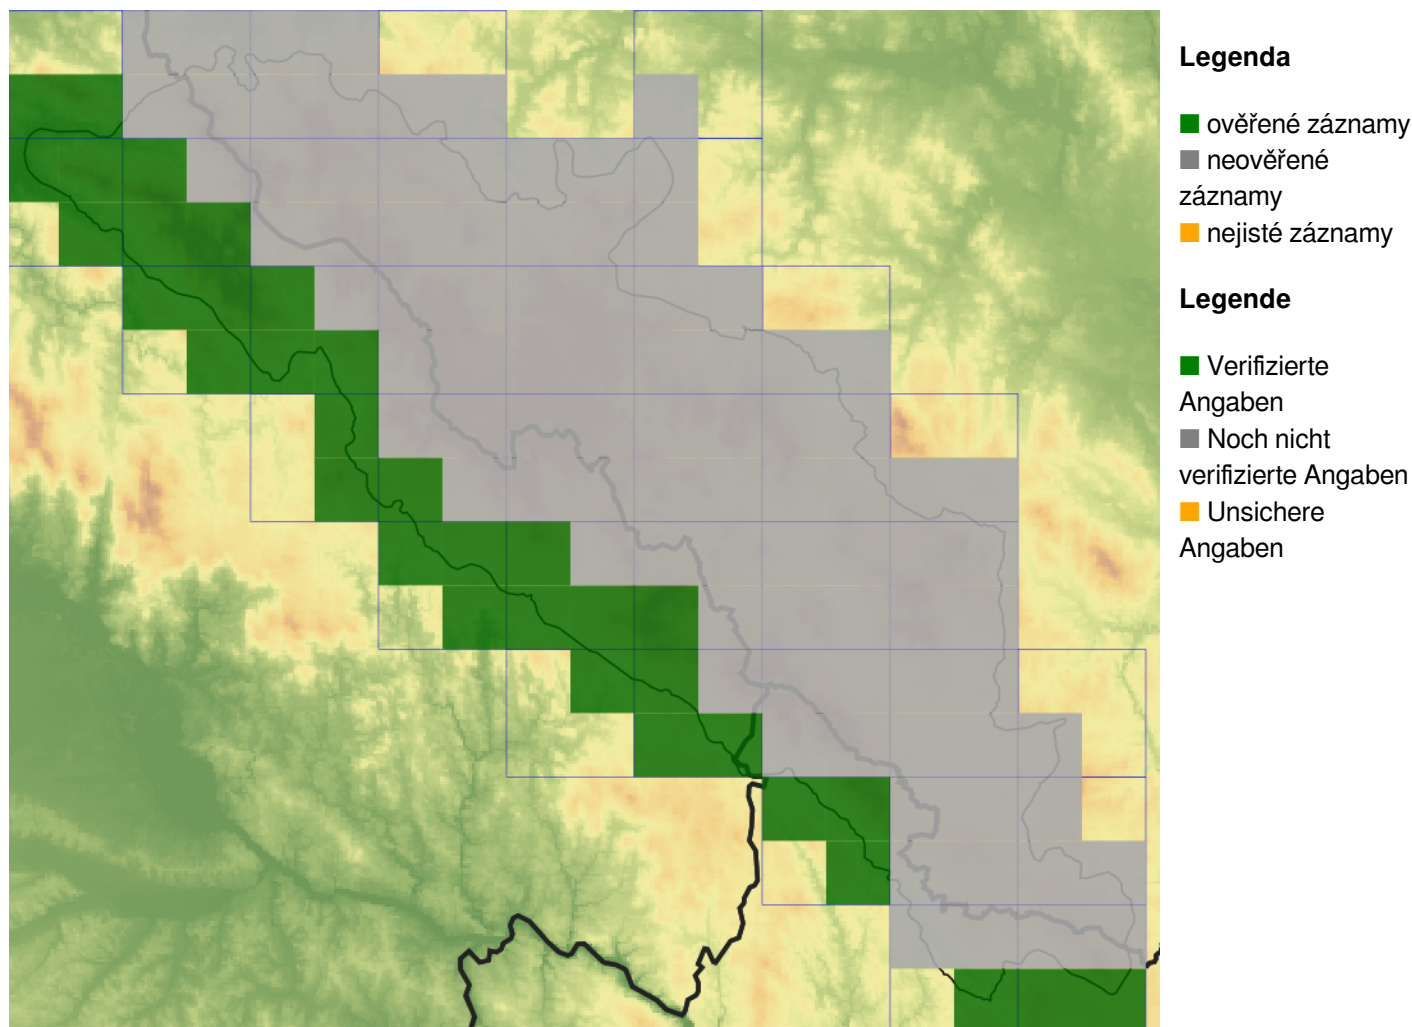 Legenda
ověřené záznamy
neověřené
záznamy
nejisté záznamy
Legende
Verifizierte
Angaben
Noch nicht
verifizierte Angaben
Unsichere
Angaben